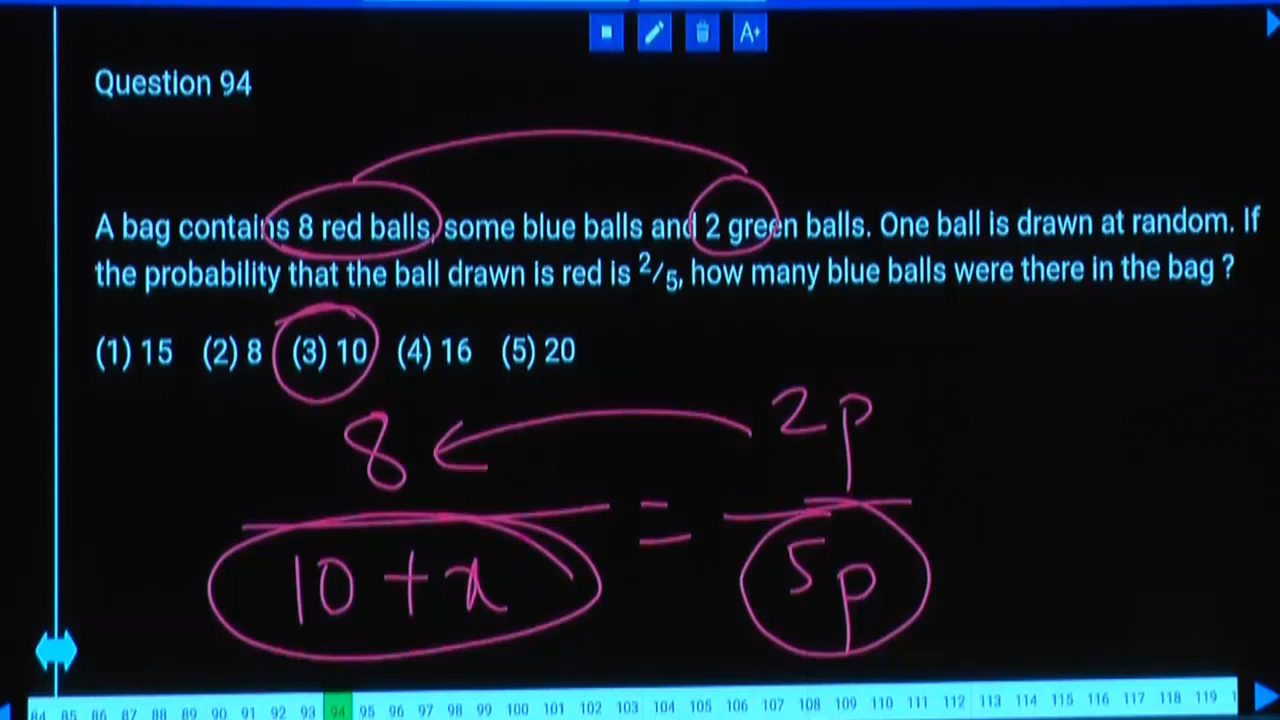 A+
Question 94
A bag contains 8 red balls, some blue balls and 2 green balls. One ball is drawn at random. If
the probability that the ball drawn is red is 2/5, how many blue balls were there in the bag ?
(1) 15 (2) 8 (3) 10 (4) 16 (5) 20
8 = 2p
10 + x 5p
84 85 86 87 88 89 90 91 92 93 94 95 96 97 98 99 100 101 102 103 104 105 106 107 108 109 110 111 112 113 114 115 116 117 118 119